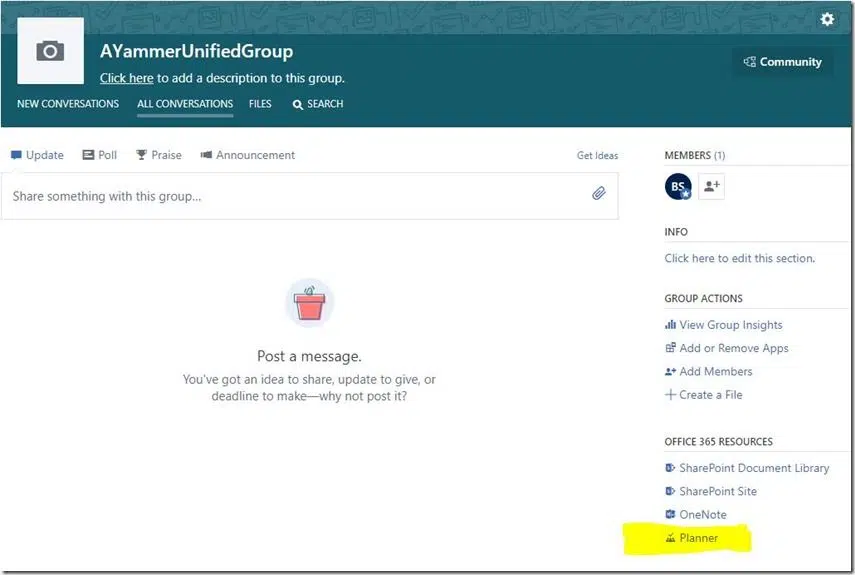 AYammerUnifiedGroup
Click here to add a description to this group.
Community
NEW CONVERSATIONS ALL CONVERSATIONS FILES SEARCH
Update Poll Praise Announcement Get Ideas
Share something with this group...
Post a message.
You've got an idea to share, update to give, or
deadline to make—why not post it?
MEMBERS (1)
BS
INFO
Click here to edit this section.
GROUP ACTIONS
View Group Insights
Add or Remove Apps
Add Members
Create a File
OFFICE 365 RESOURCES
SharePoint Document Library
SharePoint Site
OneNote
Planner